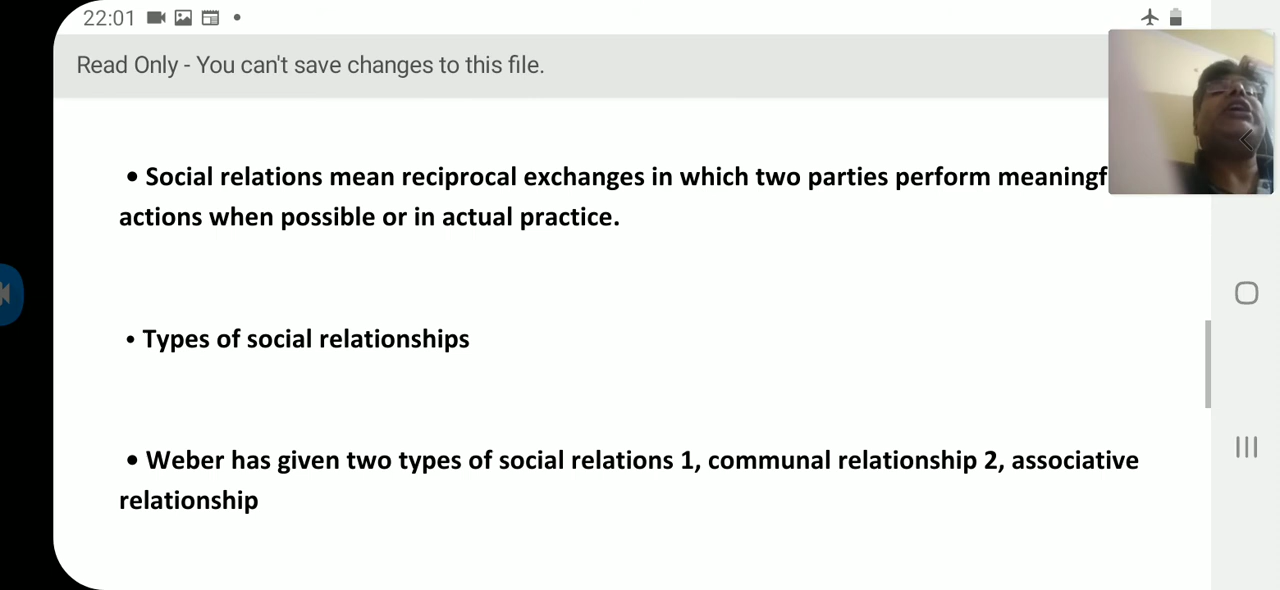 22:01
Read Only - You can't save changes to this file.
• Social relations mean reciprocal exchanges in which two parties perform
actions when possible or in actual practice.
• Types of social relationships
• Weber has given two types of social relations 1, communal relationship 2, associative
relationship